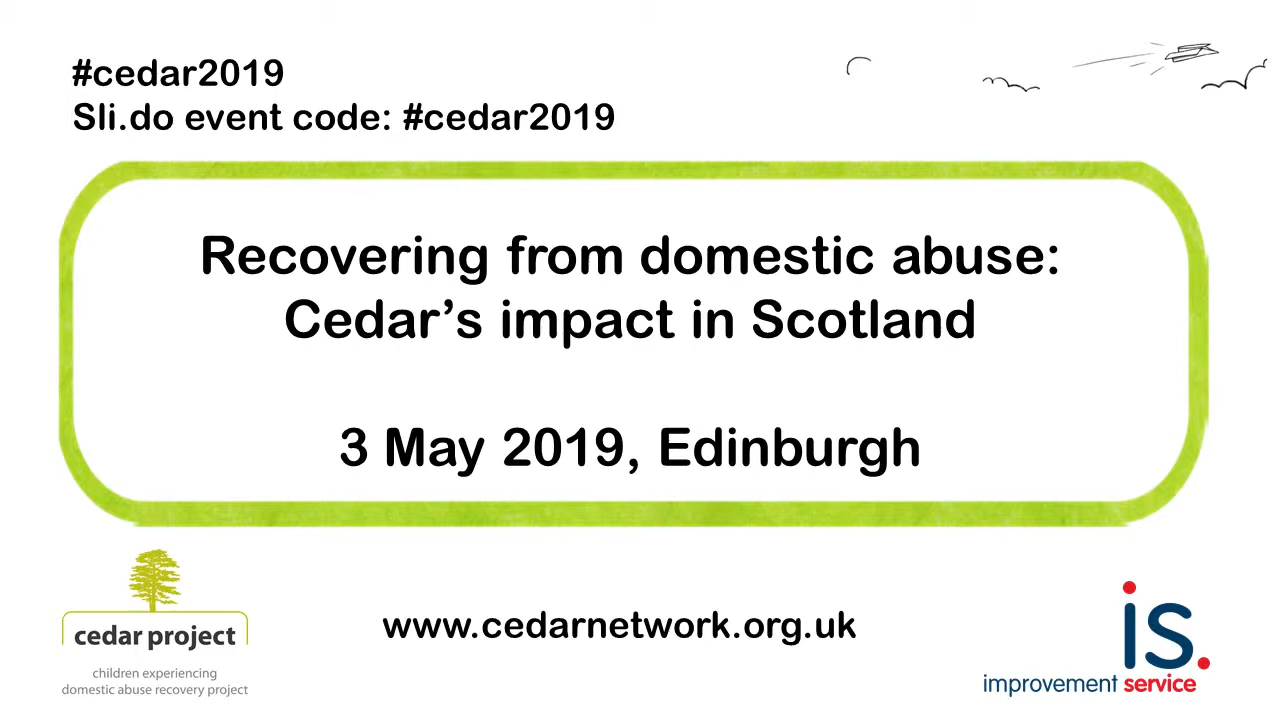 #cedar2019
Sli.do event code: #cedar2019
Recovering from domestic abuse:
Cedar’s impact in Scotland
3 May 2019, Edinburgh
cedar project
children experiencing
domestic abuse recovery project
www.cedarnetwork.org.uk
is.
improvement service